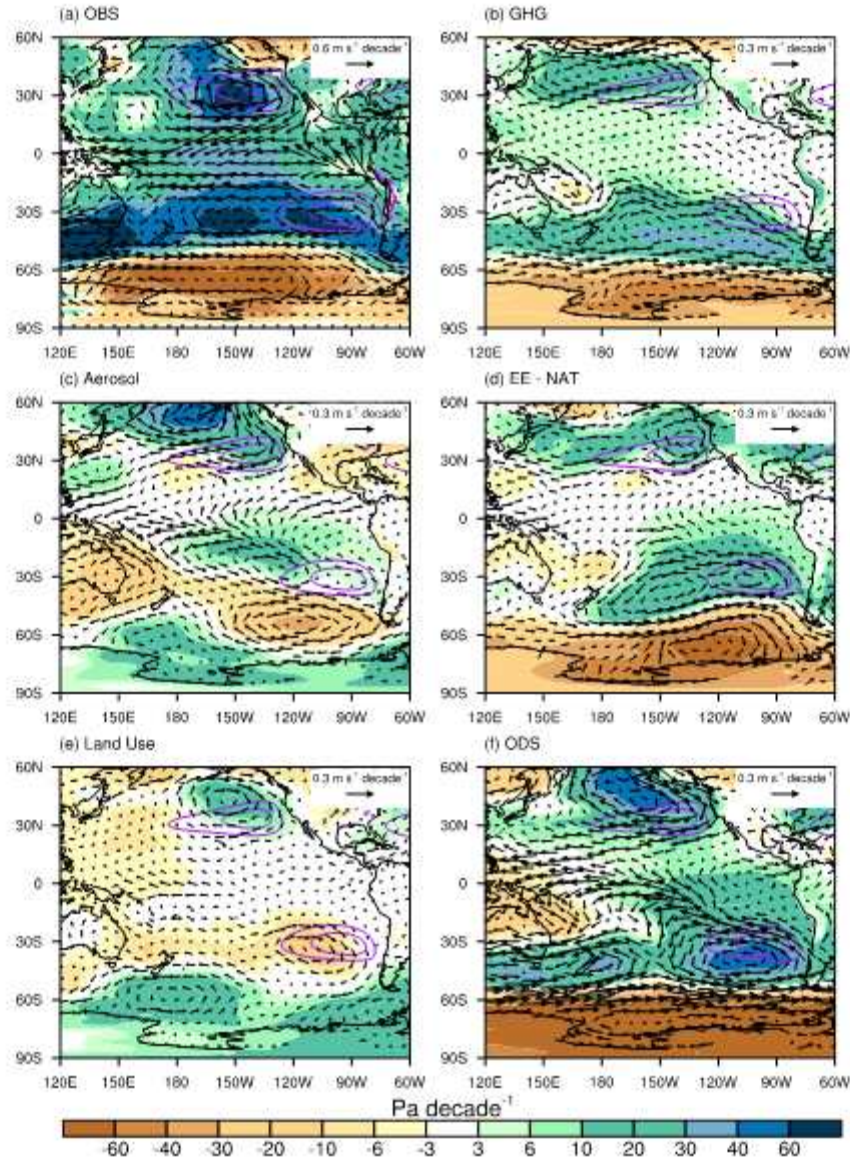 (a) OBS
(b) GHG
60N
30N
0
30S
60S
90S
0.6 m s⁻¹ decade⁻¹
120E 150E 180 150W 120W 90W 60W
60N
30N
0
30S
60S
90S
0.3 m s⁻¹ decade⁻¹
120E 150E 180 150W 120W 90W 60W
(c) Aerosol
(d) EE - NAT
60N
30N
0
30S
60S
90S
0.3 m s⁻¹ decade⁻¹
120E 150E 180 150W 120W 90W 60W
60N
30N
0
30S
60S
90S
0.3 m s⁻¹ decade⁻¹
120E 150E 180 150W 120W 90W 60W
(e) Land Use
(f) ODS
60N
30N
0
30S
60S
90S
0.3 m s⁻¹ decade⁻¹
120E 150E 180 150W 120W 90W 60W
60N
30N
0
30S
60S
90S
0.3 m s⁻¹ decade⁻¹
120E 150E 180 150W 120W 90W 60W
Pa decade⁻¹
-60 -40 -30 -20 -10 -6 -3 3 6 10 20 30 40 60